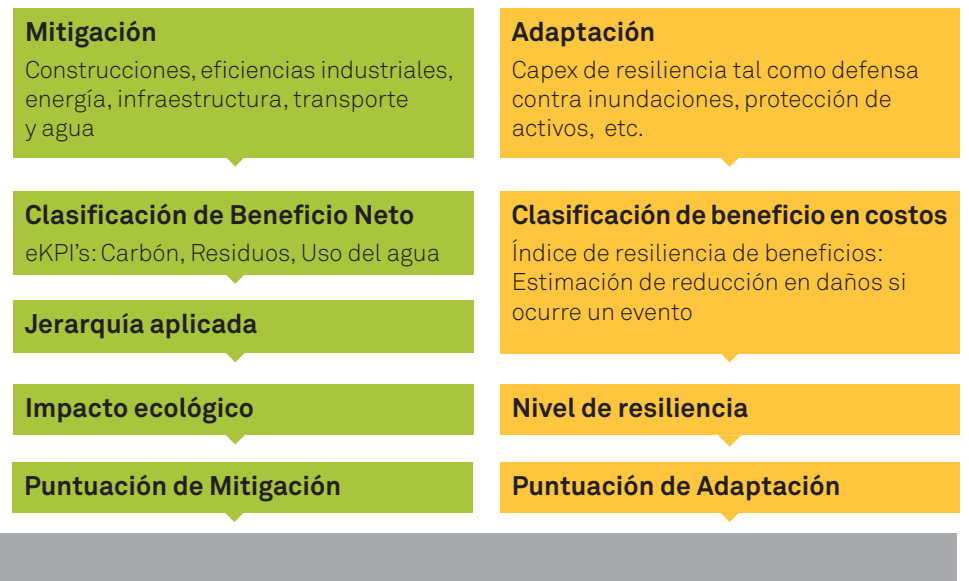 Mitigación
Construcciones, eficiencias industriales,
energía, infraestructura, transporte
y agua
Clasificación de Beneficio Neto
eKPI’s: Carbón, Residuos, Uso del agua
Jerarquía aplicada
Impacto ecológico
Puntuación de Mitigación
Adaptación
Capex de resiliencia tal como defensa
contra inundaciones, protección de
activos, etc.
Clasificación de beneficio en costos
Índice de resiliencia de beneficios:
Estimación de reducción en daños si
ocurre un evento
Nivel de resiliencia
Puntuación de Adaptación